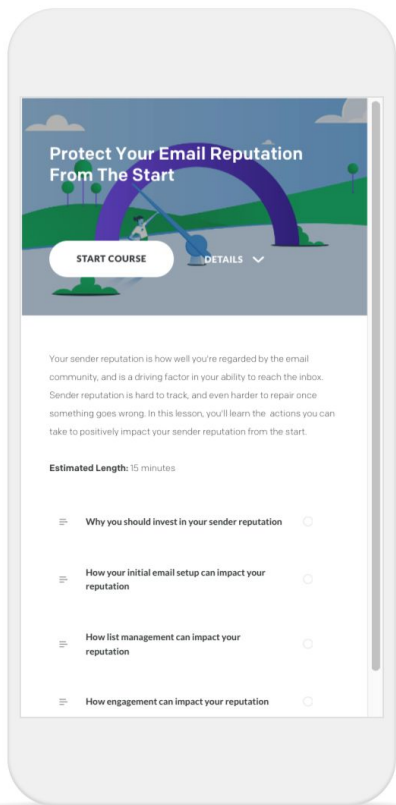 Protect Your Email Reputation
From The Start
START COURSE
DETAILS
Your sender reputation is how well you're regarded by the email
community, and is a driving factor in your ability to reach the inbox.
Sender reputation is hard to track, and even harder to repair once
something goes wrong. In this lesson, you'll learn the actions you can
take to positively impact your sender reputation from the start.
Estimated Length: 15 minutes
Why you should invest in your sender reputation
How your initial email setup can impact your
reputation
How list management can impact your
reputation
How engagement can impact your reputation